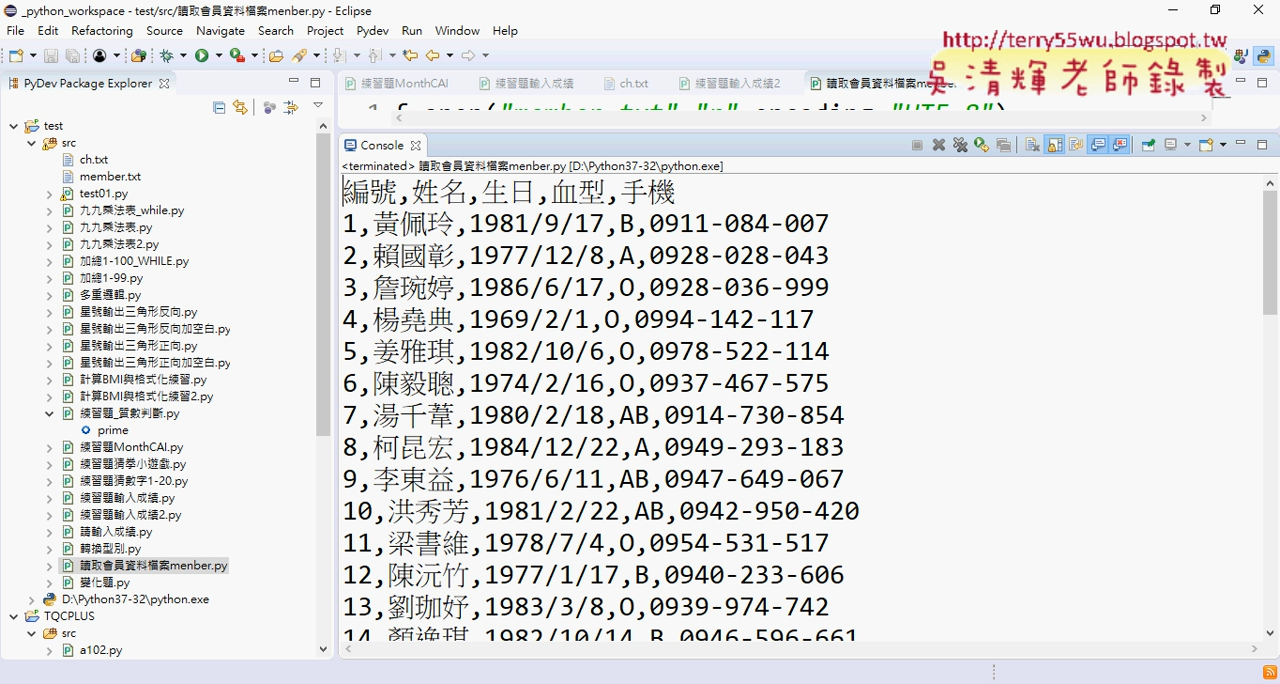 _python_workspace - test/src/讀取會員資料檔案menber.py - Eclipse
File Edit Refactoring Source Navigate Search Project Pydev Run Window Help
http://terry55wu.blogspot.tw
吳清輝老師錄製
PyDev Package Explorer
練習題MonthCAI 練習題輸入成績 ch.txt 練習題輸入成績2 讀取會員資料檔案me
test
src
ch.txt
member.txt
test01.py
九九乘法表_while.py
九九乘法表.py
九九乘法表2.py
加總1-100_WHILE.py
加總1-99.py
多重邏輯.py
星號輸出三角形反向.py
星號輸出三角形反向加空白.py
星號輸出三角形正向.py
星號輸出三角形正向加空白.py
計算BMI與格式化練習.py
計算BMI與格式化練習2.py
練習題_質數判斷.py
prime
練習題MonthCAI.py
練習題猜拳小遊戲.py
練習題猜數字1-20.py
練習題輸入成績.py
練習題輸入成績2.py
請輸入成績.py
轉換型別.py
讀取會員資料檔案menber.py
變化題.py
D:\Python37-32\python.exe
TQCPLUS
src
a102.py
Console
<terminated> 讀取會員資料檔案menber.py [D:\Python37-32\python.exe]
編號,姓名,生日,血型,手機
1,黃佩玲,1981/9/17,B,0911-084-007
2,賴國彰,1977/12/8,A,0928-028-043
3,詹琬婷,1986/6/17,O,0928-036-999
4,楊堯典,1969/2/1,O,0994-142-117
5,姜雅琪,1982/10/6,O,0978-522-114
6,陳毅聰,1974/2/16,O,0937-467-575
7,湯千葦,1980/2/18,AB,0914-730-854
8,柯昆宏,1984/12/22,A,0949-293-183
9,李東益,1976/6/11,AB,0947-649-067
10,洪秀芳,1981/2/22,AB,0942-950-420
11,梁書維,1978/7/4,O,0954-531-517
12,陳沅竹,1977/1/17,B,0940-233-606
13,劉珈妤,1983/3/8,O,0939-974-742
14,顏逸琪,1982/10/14,B,0946-596-661